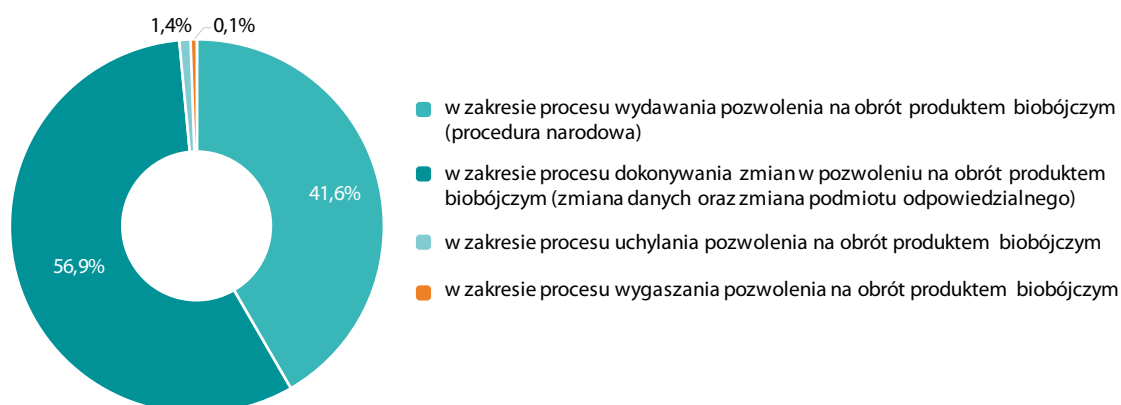 1,4%
0,1%
41,6%
56,9%
w zakresie procesu wydawania pozwolenia na obrót produktem biobójczym
(procedura narodowa)
w zakresie procesu dokonywania zmian w pozwoleniu na obrót produktem
biobójczym (zmiana danych oraz zmiana podmiotu odpowiedzialnego)
w zakresie procesu uchylania pozwolenia na obrót produktem biobójczym
w zakresie procesu wygaszania pozwolenia na obrót produktem biobójczym